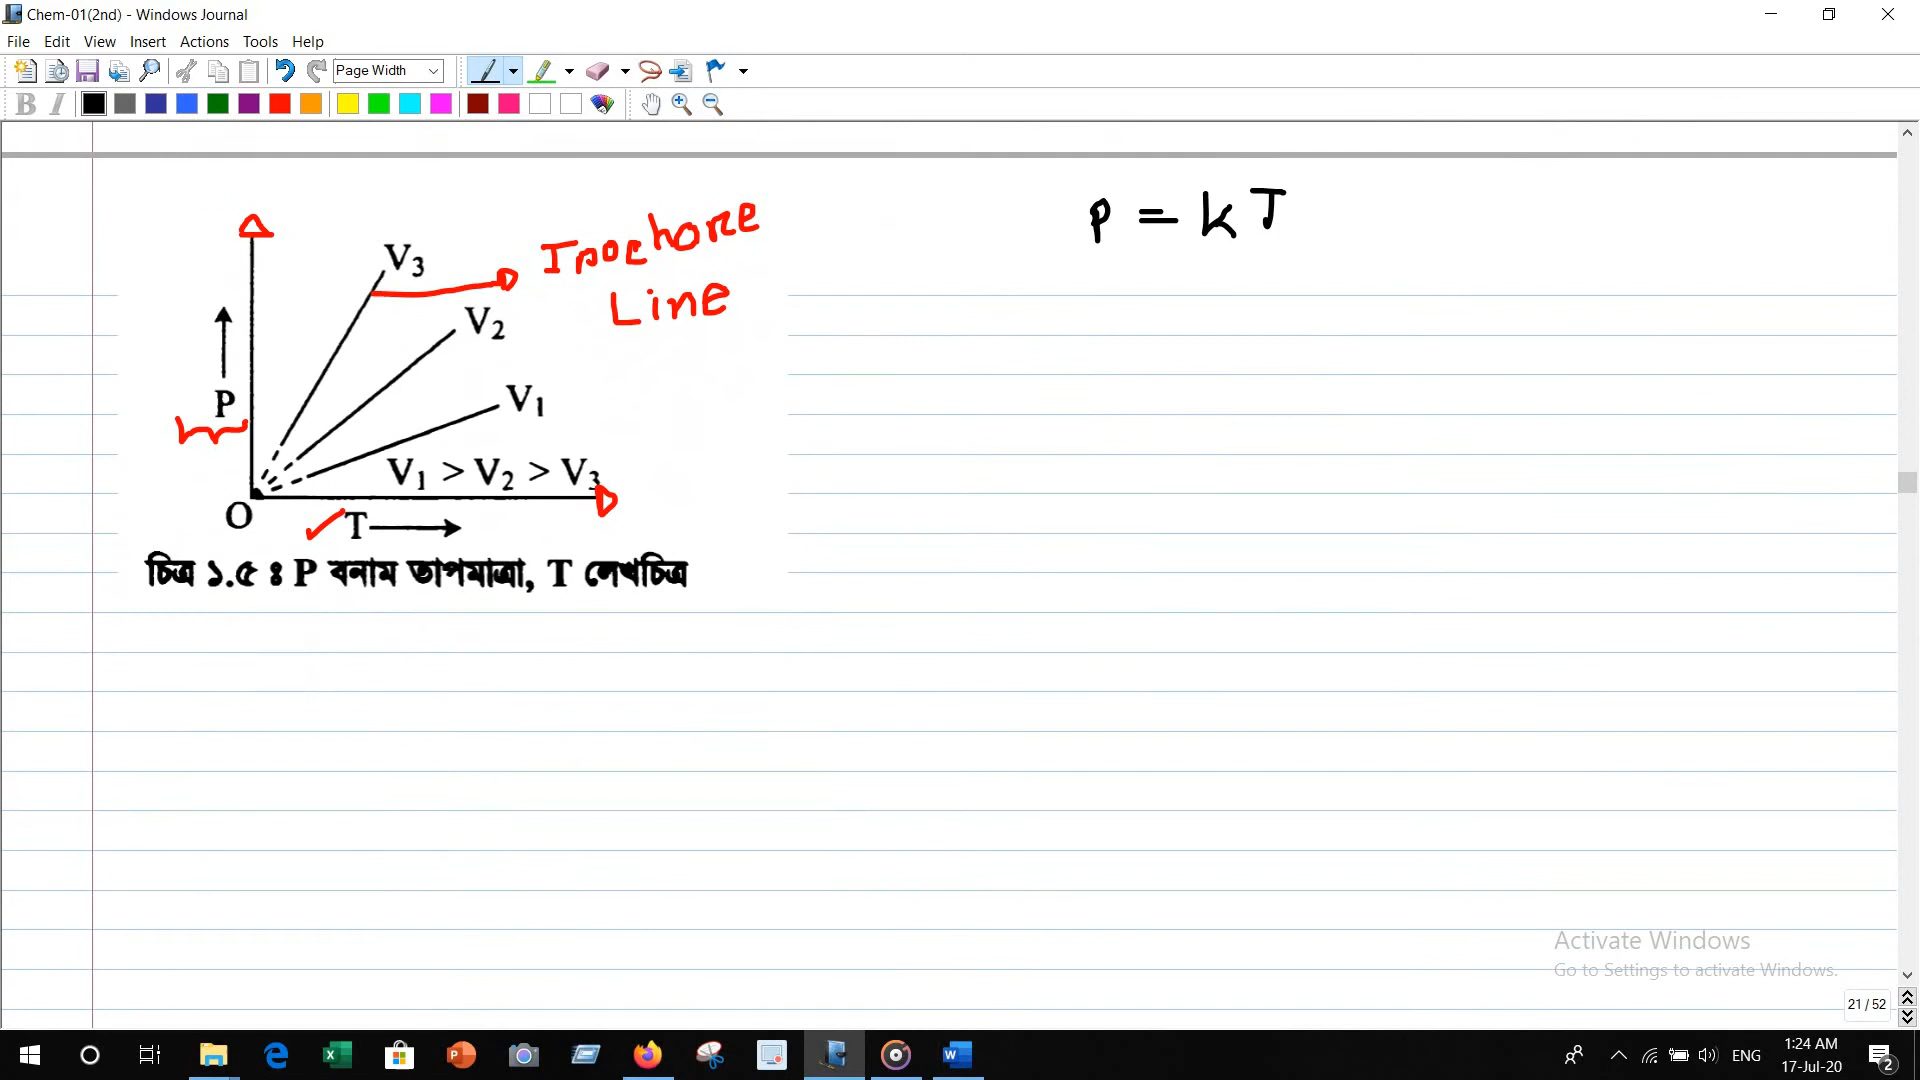 Chem-01(2nd) - Windows Journal
File Edit View Insert Actions Tools Help
Page Width
B I
P = kT
V3
Isochore
Line
V2
P
V1
V1 > V2 > V3
O
T
চিত্র ১.৫ঃ P বনাম তাপমাত্রা, T লেখচিত্র
Activate Windows
Go to Settings to activate Windows.
21 / 52
1:24 AM
ENG
17-Jul-20
2